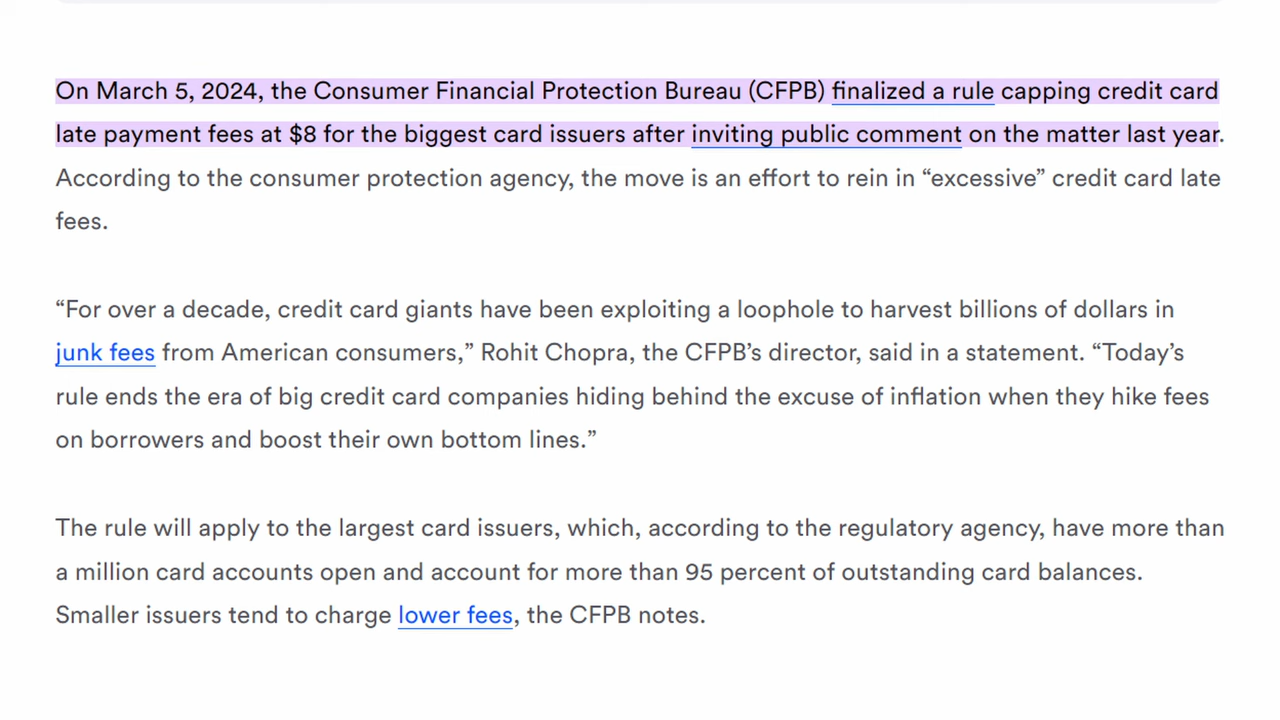 On March 5, 2024, the Consumer Financial Protection Bureau (CFPB) finalized a rule capping credit card
late payment fees at $8 for the biggest card issuers after inviting public comment on the matter last year.
According to the consumer protection agency, the move is an effort to rein in “excessive” credit card late
fees.
“For over a decade, credit card giants have been exploiting a loophole to harvest billions of dollars in
junk fees from American consumers,” Rohit Chopra, the CFPB’s director, said in a statement. “Today’s
rule ends the era of big credit card companies hiding behind the excuse of inflation when they hike fees
on borrowers and boost their own bottom lines.”
The rule will apply to the largest card issuers, which, according to the regulatory agency, have more than
a million card accounts open and account for more than 95 percent of outstanding card balances.
Smaller issuers tend to charge lower fees, the CFPB notes.